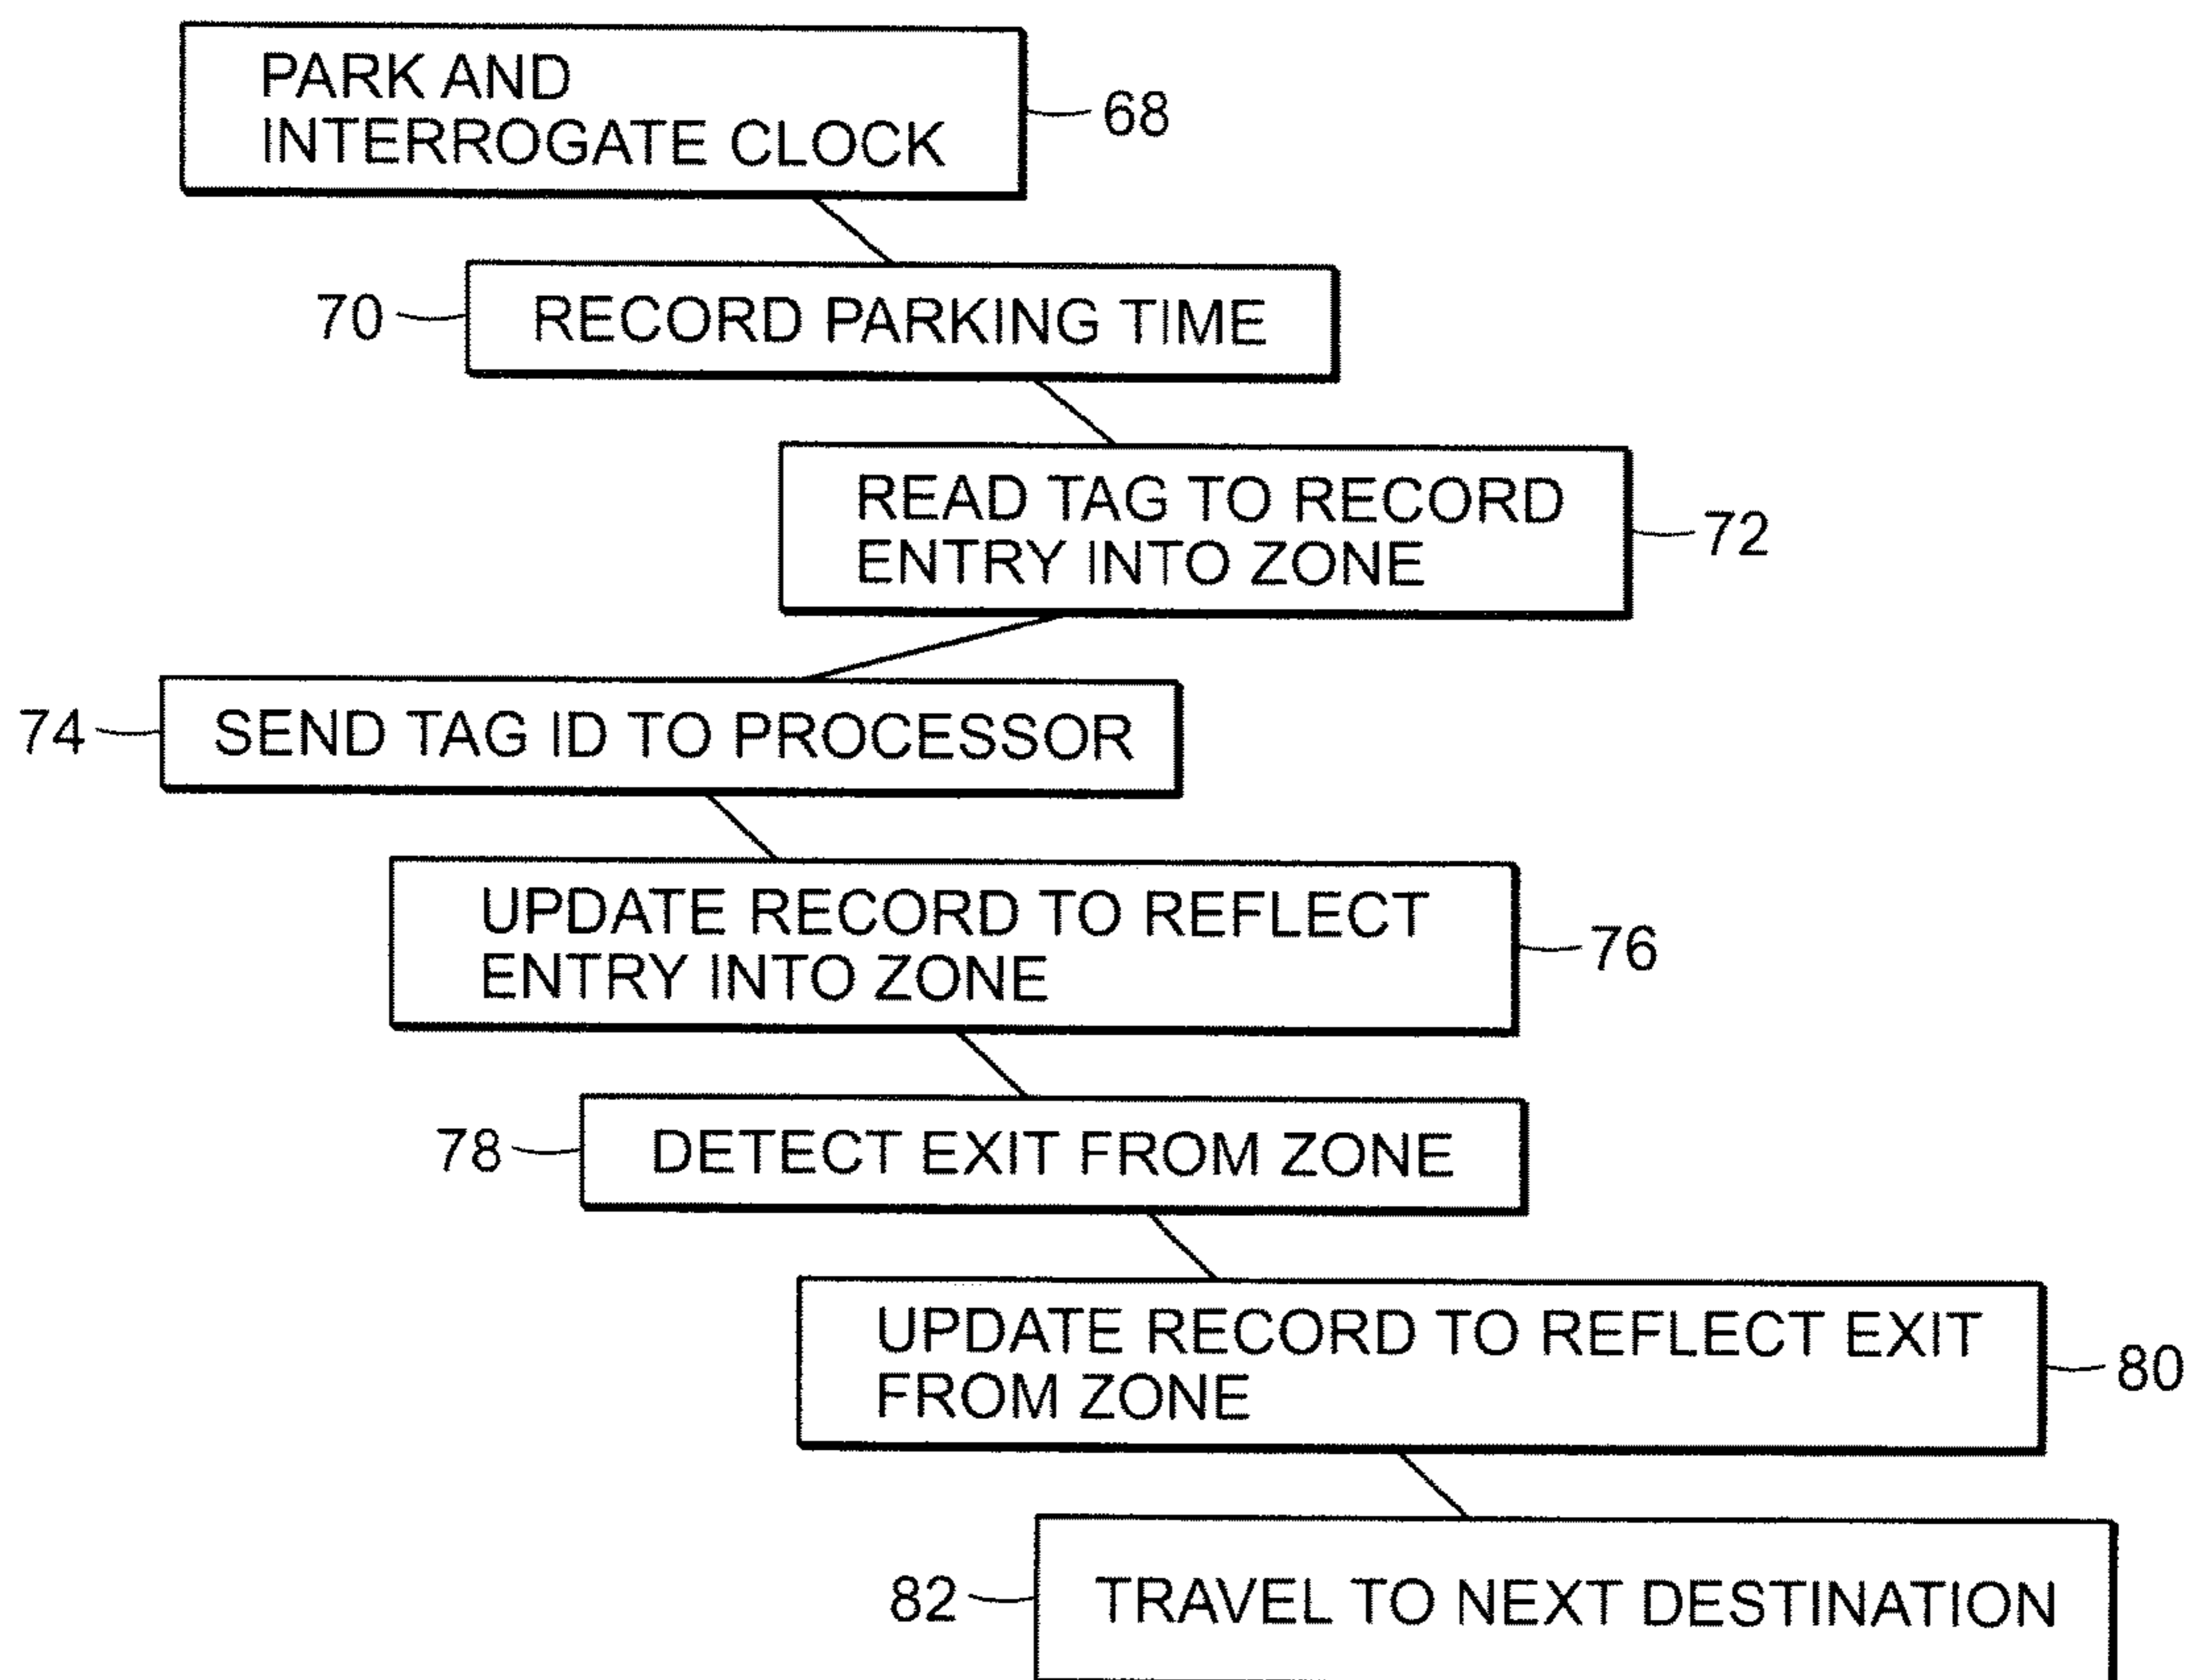 PARK AND
INTERROGATE CLOCK
68
70
RECORD PARKING TIME
READ TAG TO RECORD
ENTRY INTO ZONE
72
74
SEND TAG ID TO PROCESSOR
UPDATE RECORD TO REFLECT
ENTRY INTO ZONE
76
78
DETECT EXIT FROM ZONE
UPDATE RECORD TO REFLECT EXIT
FROM ZONE
80
82
TRAVEL TO NEXT DESTINATION